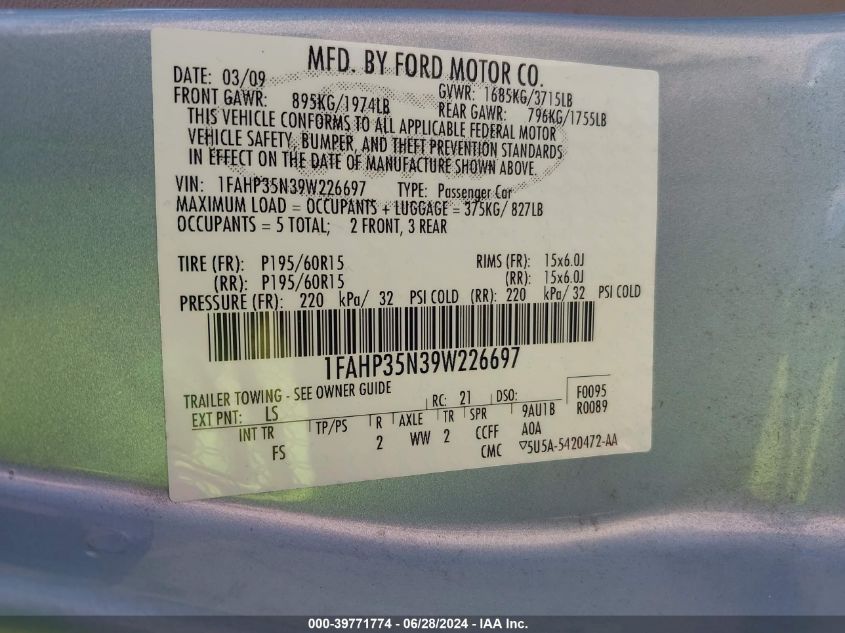 MFD. BY FORD MOTOR CO.
DATE: 03/09 GVWR: 1685KG/3715LB
FRONT GAWR: 895KG/1974LB REAR GAWR: 796KG/1755LB
THIS VEHICLE CONFORMS TO ALL APPLICABLE FEDERAL MOTOR
VEHICLE SAFETY, BUMPER, AND THEFT PREVENTION STANDARDS
IN EFFECT ON THE DATE OF MANUFACTURE SHOWN ABOVE.
VIN: 1FAHP35N39W226697 TYPE: Passenger Car
MAXIMUM LOAD = OCCUPANTS + LUGGAGE = 375KG/ 827LB
OCCUPANTS = 5 TOTAL; 2 FRONT, 3 REAR
TIRE (FR): P195/60R15 RIMS (FR): 15x6.0J
(RR): P195/60R15 (RR): 15x6.0J
PRESSURE (FR): 220 kPa/ 32 PSI COLD (RR): 220 kPa/ 32 PSI COLD
1FAHP35N39W226697
TRAILER TOWING - SEE OWNER GUIDE
EXT PNT: LS RC: 21 DSO: F0095
INT TR TP/PS R AXLE TR SPR 9AU1B R0089
FS 2 WW 2 CCFF A0A
CMC ▽5U5A-5420472-AA
000-39771774 - 06/28/2024 - IAA Inc.